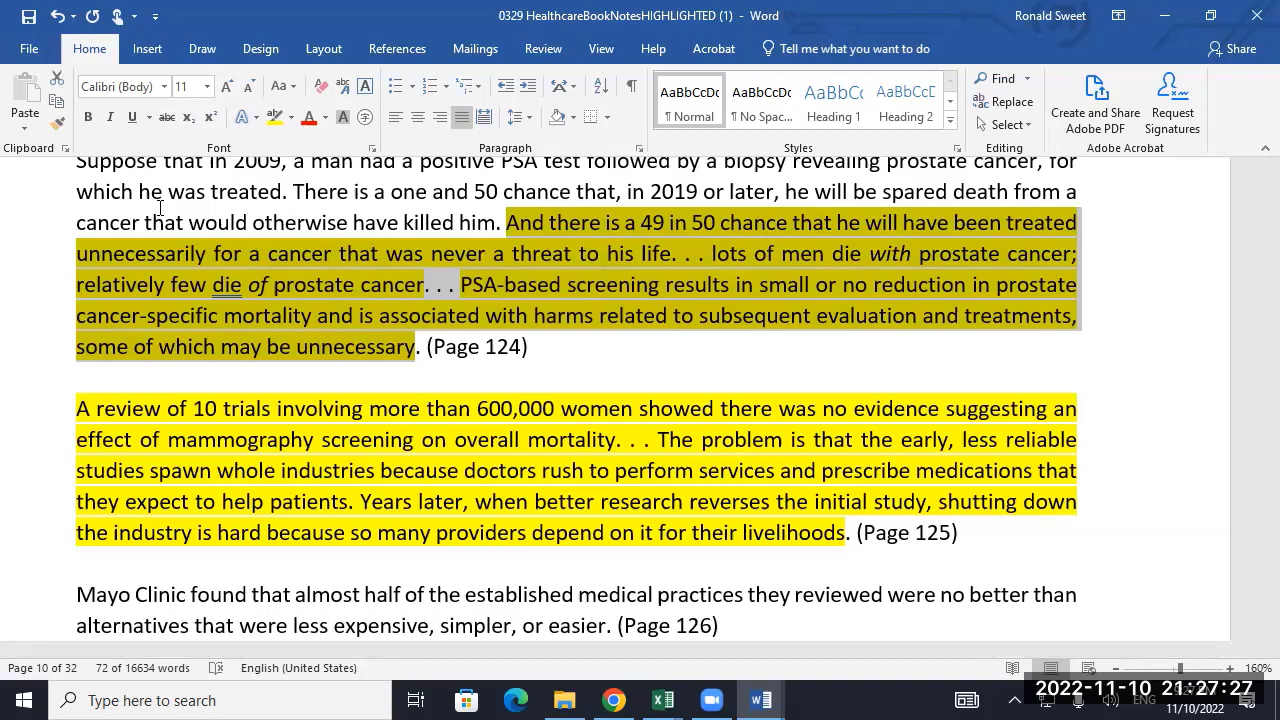 0329 HealthcareBookNotesHIGHLIGHTED (1) - Word
Ronald Sweet
File Home Insert Draw Design Layout References Mailings Review View Help Acrobat Tell me what you want to do Share
Paste
Calibri (Body) 11
Find
Replace
Select
AaBbCcDc AaBbCcDc AaBbCc AaBbCcD
¶ Normal ¶ No Spac... Heading 1 Heading 2
Create and Share Adobe PDF
Request Signatures
Clipboard Font Paragraph Styles Editing Adobe Acrobat
Suppose that in 2009, a man had a positive PSA test followed by a biopsy revealing prostate cancer, for
which he was treated. There is a one and 50 chance that, in 2019 or later, he will be spared death from a
cancer that would otherwise have killed him. And there is a 49 in 50 chance that he will have been treated
unnecessarily for a cancer that was never a threat to his life. . . lots of men die with prostate cancer;
relatively few die of prostate cancer. . . PSA-based screening results in small or no reduction in prostate
cancer-specific mortality and is associated with harms related to subsequent evaluation and treatments,
some of which may be unnecessary. (Page 124)
A review of 10 trials involving more than 600,000 women showed there was no evidence suggesting an
effect of mammography screening on overall mortality. . . The problem is that the early, less reliable
studies spawn whole industries because doctors rush to perform services and prescribe medications that
they expect to help patients. Years later, when better research reverses the initial study, shutting down
the industry is hard because so many providers depend on it for their livelihoods. (Page 125)
Mayo Clinic found that almost half of the established medical practices they reviewed were no better than
alternatives that were less expensive, simpler, or easier. (Page 126)
Page 10 of 32 72 of 16634 words English (United States) 160%
Type here to search
2022-11-10 21:27:27
11/10/2022